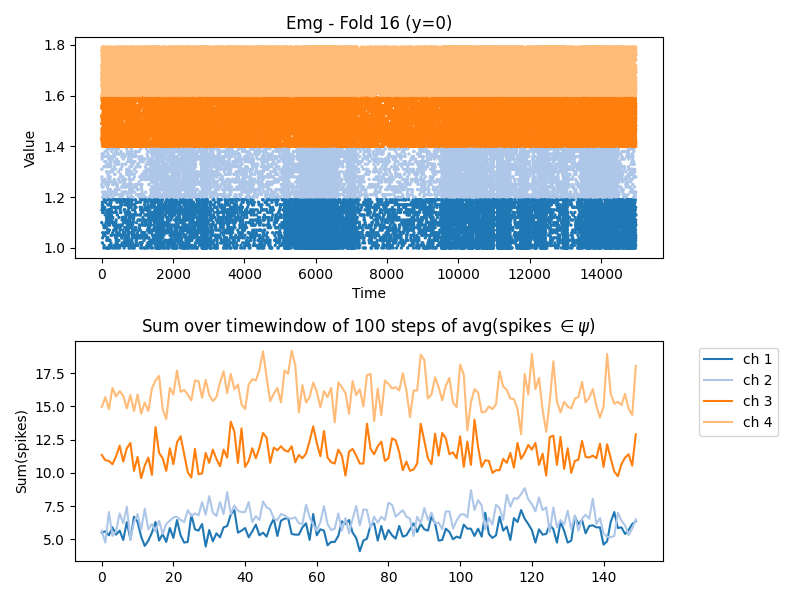 Emg - Fold 16 (y=0)
1.8
1.6
1.4
1.2
1.0
Value
0 2000 4000 6000 8000 10000 12000 14000
Time
Sum over timewindow of 100 steps of avg(spikes ∈ψ)
17.5
15.0
12.5
10.0
7.5
5.0
Sum(spikes)
0 20 40 60 80 100 120 140
ch 1
ch 2
ch 3
ch 4